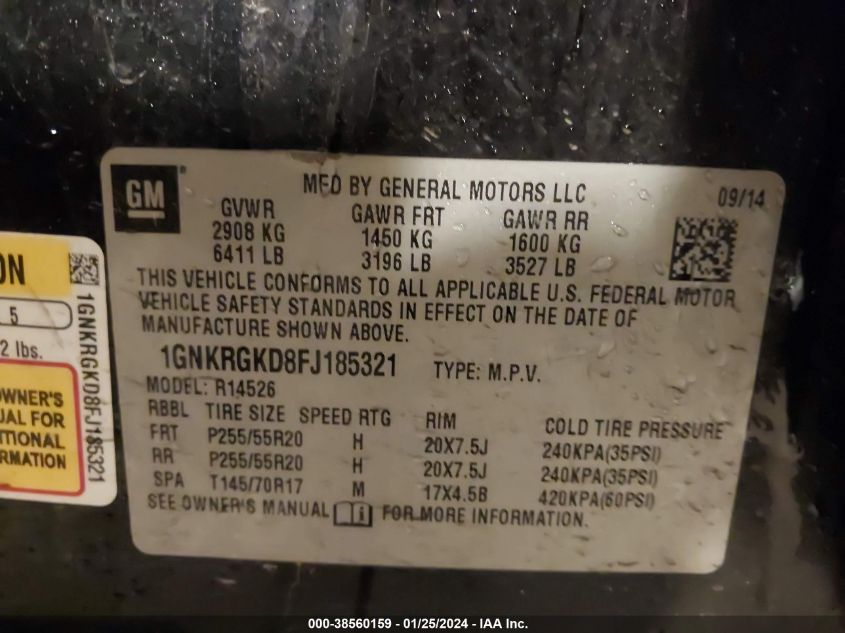 GM
®
MFD BY GENERAL MOTORS LLC
09/14
GVWR GAWR FRT GAWR RR
2908 KG 1450 KG 1600 KG
6411 LB 3196 LB 3527 LB
THIS VEHICLE CONFORMS TO ALL APPLICABLE U.S. FEDERAL MOTOR
VEHICLE SAFETY STANDARDS IN EFFECT ON THE DATE OF
MANUFACTURE SHOWN ABOVE.
1GNKRGKD8FJ185321 TYPE: M.P.V.
MODEL: R14526
RBBL TIRE SIZE SPEED RTG RIM COLD TIRE PRESSURE
FRT P255/55R20 H 20X7.5J 240KPA(35PSI)
RR P255/55R20 H 20X7.5J 240KPA(35PSI)
SPA T145/70R17 M 17X4.5B 420KPA(60PSI)
SEE OWNER'S MANUAL FOR MORE INFORMATION.
ON
5
2 lbs.
OWNER'S
UAL FOR
ITIONAL
RMATION
1GNKRGKD8FJ185321
000-38560159 - 01/25/2024 - IAA Inc.